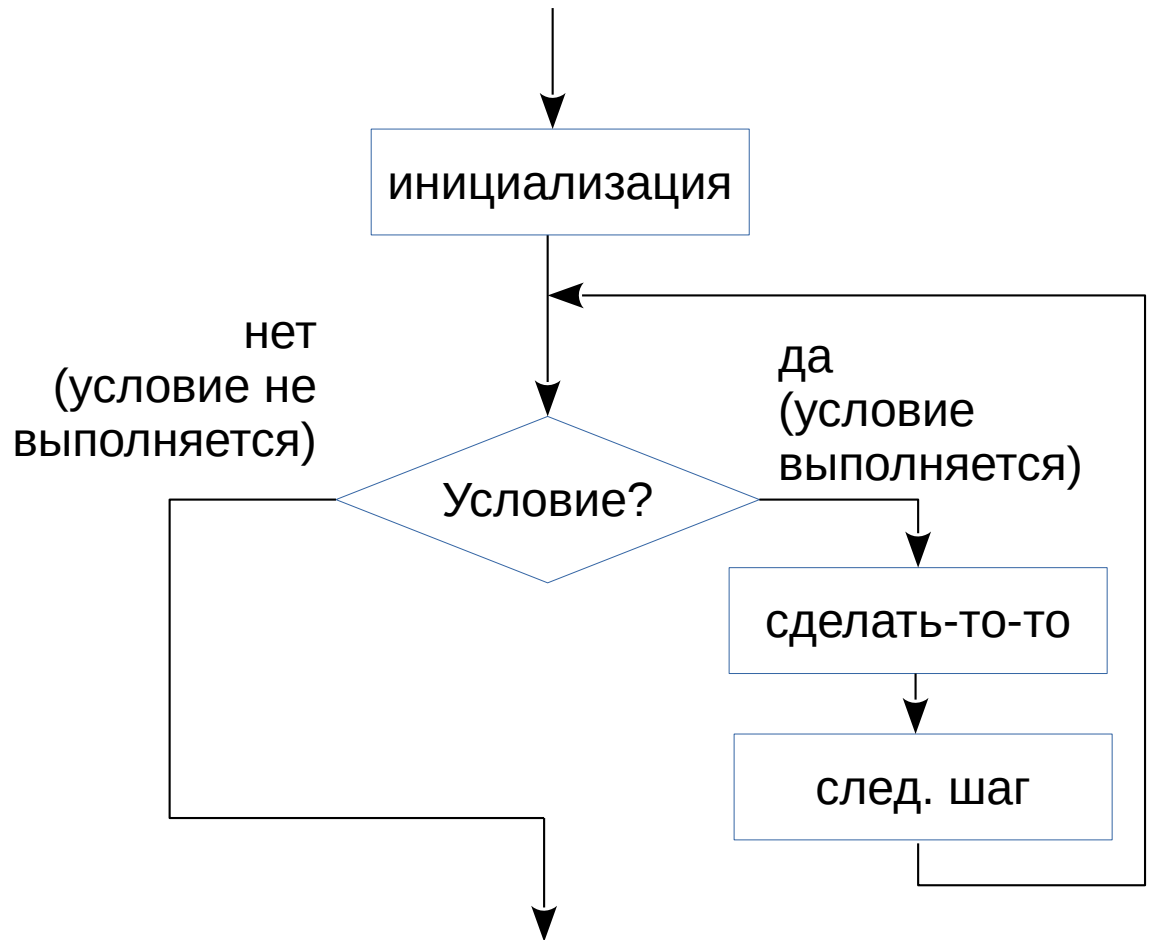 инициализация
нет
(условие не
выполняется)
да
(условие
выполняется)
Условие?
сделать-то-то
след. шаг